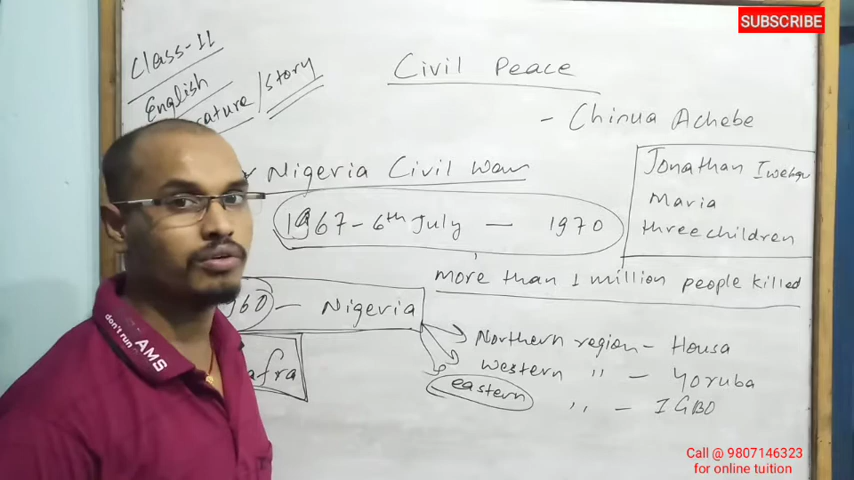 SUBSCRIBE
Class-11
English
/story
Civil Peace
- Chinua Achebe
Nigeria Civil War
1967-6th July — 1970
Jonathan Iwegbu
Maria
three children
more than 1 million people killed
960 — Nigeria
Northern region - Housa
western " - Yoruba
eastern " - IGBO
afra
don't run
AMS
Call @ 9807146323
for online tuition